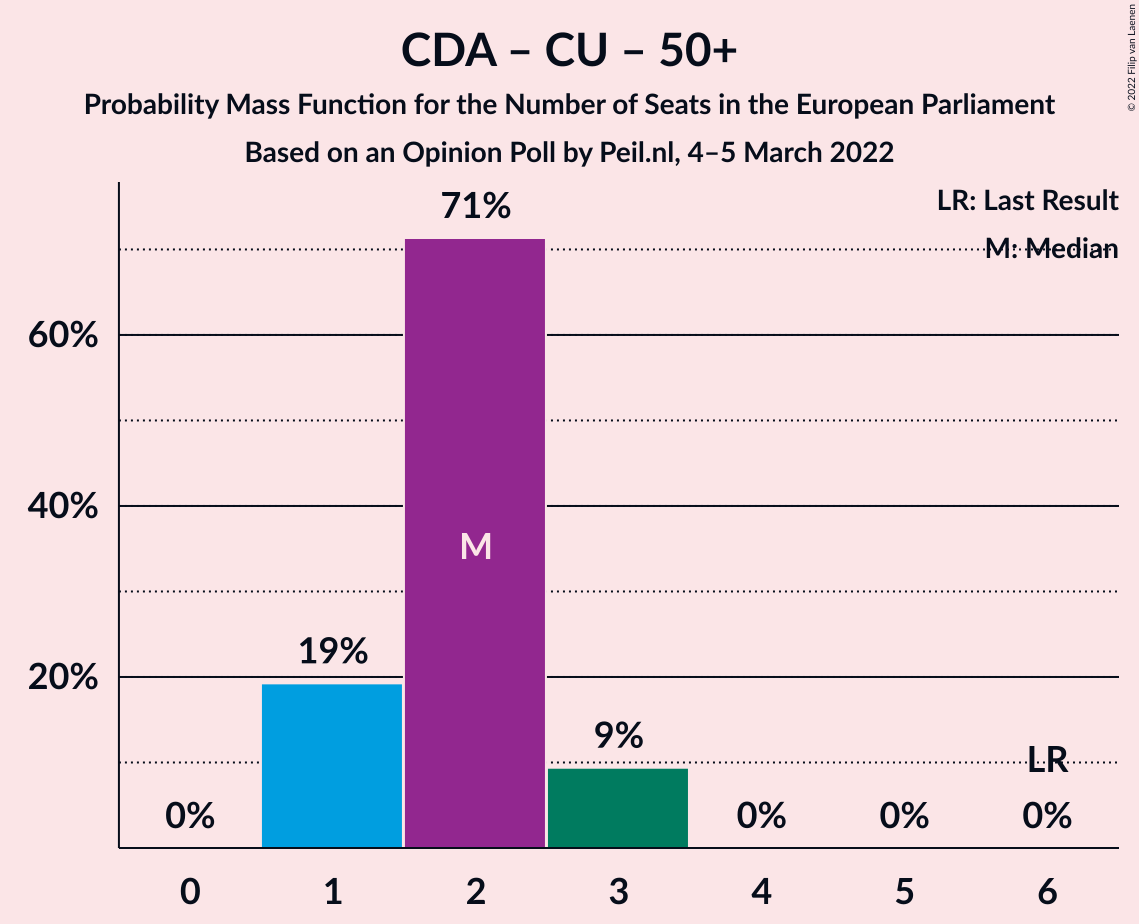 CDA – CU – 50+
Probability Mass Function for the Number of Seats in the European Parliament
Based on an Opinion Poll by Peil.nl, 4–5 March 2022
© 2022 Filip van Laenen
LR: Last Result
M: Median
71%
60%
40%
M
19%
20%
9%
LR
0%
0%
0%
0%
0
1
2
3
4
5
6